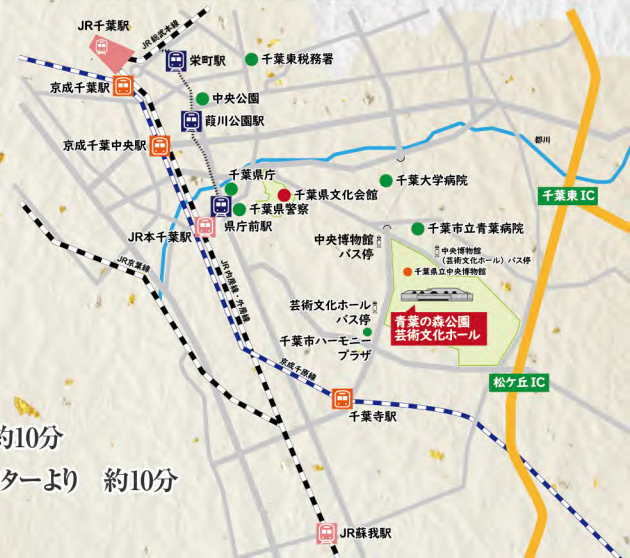 JR千葉駅
JR総武本線
栄町駅
千葉東税務署
京成千葉駅
中央公園
葭川公園駅
京成千葉中央駅
都川
千葉県庁
千葉大学病院
千葉県文化会館
千葉東IC
千葉県警察
県庁前駅
JR本千葉駅
千葉市立青葉病院
中央博物館
バス停
中央博物館
(芸術文化ホール)バス停
千葉県立中央博物館
JR京葉線
JR内房線・外房線
芸術文化ホール
バス停
青葉の森公園
芸術文化ホール
千葉市ハーモニー
プラザ
京成千原線
松ケ丘IC
千葉寺駅
約10分
ターより 約10分
JR蘇我駅